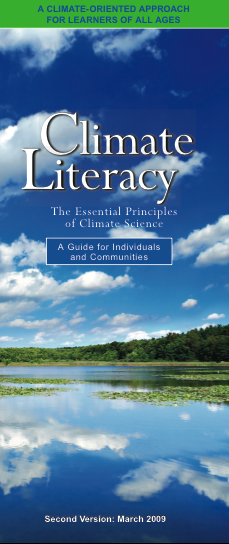 A CLIMATE-ORIENTED APPROACH
FOR LEARNERS OF ALL AGES
Climate
Literacy
The Essential Principles
of Climate Science
A Guide for Individuals
and Communities
Second Version: March 2009